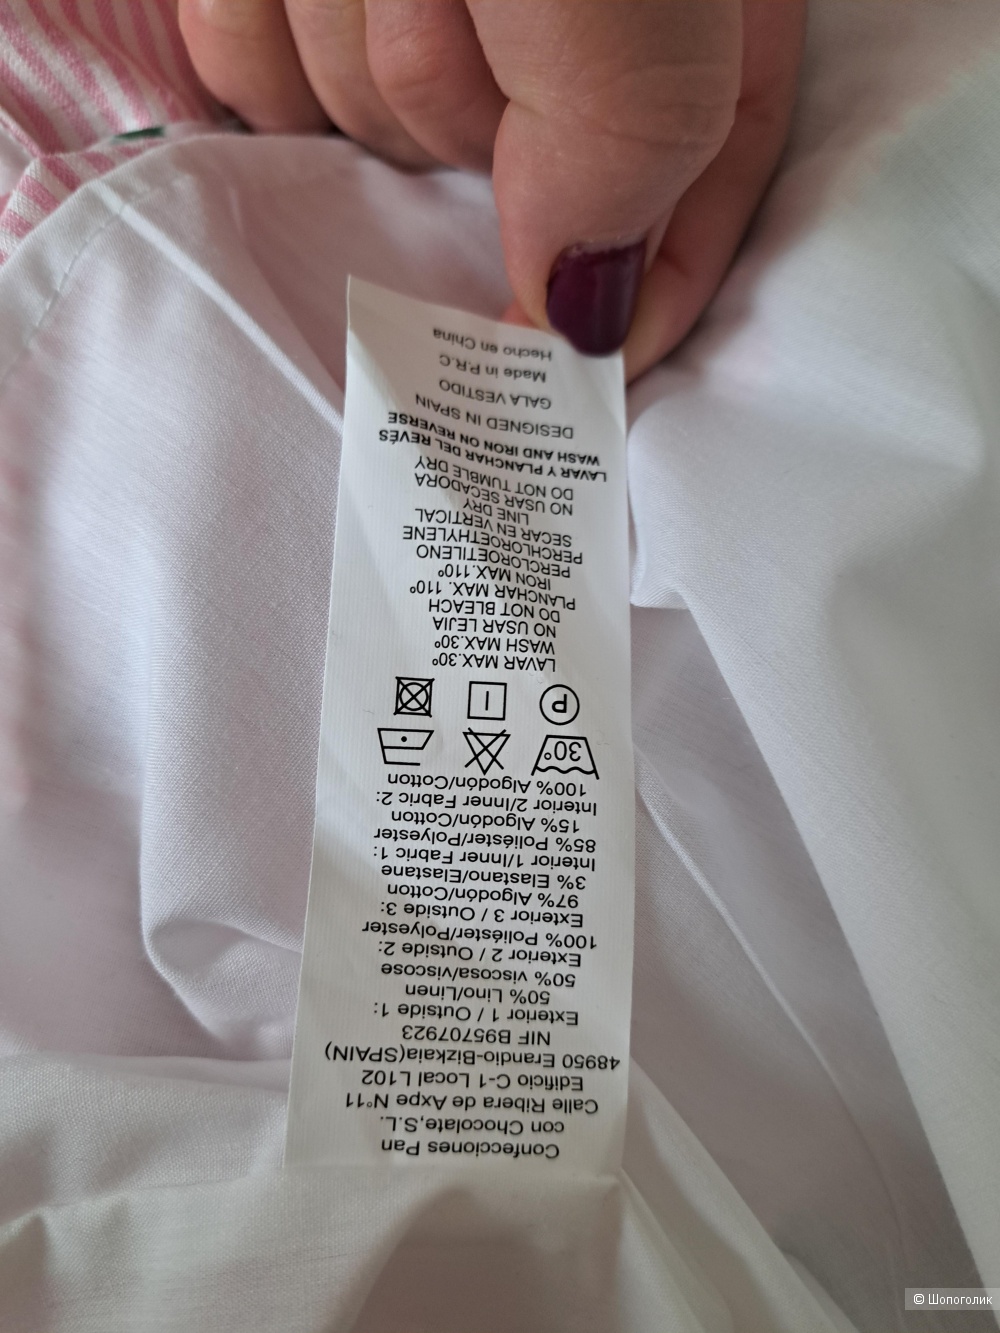 Confecciones Pan
con Chocolate,S.L.
Calle Ribera de Axpe Nº11
Edificio C-1 Local L102
48950 Erandio-Bizkaia(SPAIN)
NIF B95707923
Exterior 1 / Outside 1:
50% Lino/Linen
50% viscosa/viscose
Exterior 2 / Outside 2:
100% Poliéster/Polyester
Exterior 3 / Outside 3:
97% Algodón/Cotton
3% Elastano/Elastane
Interior 1/Inner Fabric 1:
85% Poliéster/Polyester
15% Algodón/Cotton
Interior 2/Inner Fabric 2:
100% Algodón/Cotton
30°
P
LAVAR MAX.30º
WASH MAX.30º
NO USAR LEJIA
DO NOT BLEACH
PLANCHAR MAX. 110º
IRON MAX.110º
PERCLOROETILENO
PERCHLOROETHYLENE
SECAR EN VERTICAL
LINE DRY
NO USAR SECADORA
DO NOT TUMBLE DRY
LAVAR Y PLANCHAR DEL REVÉS
WASH AND IRON ON REVERSE
DESIGNED IN SPAIN
GALA VESTIDO
Made in P.R.C
Hecho en China
© Шопоголик